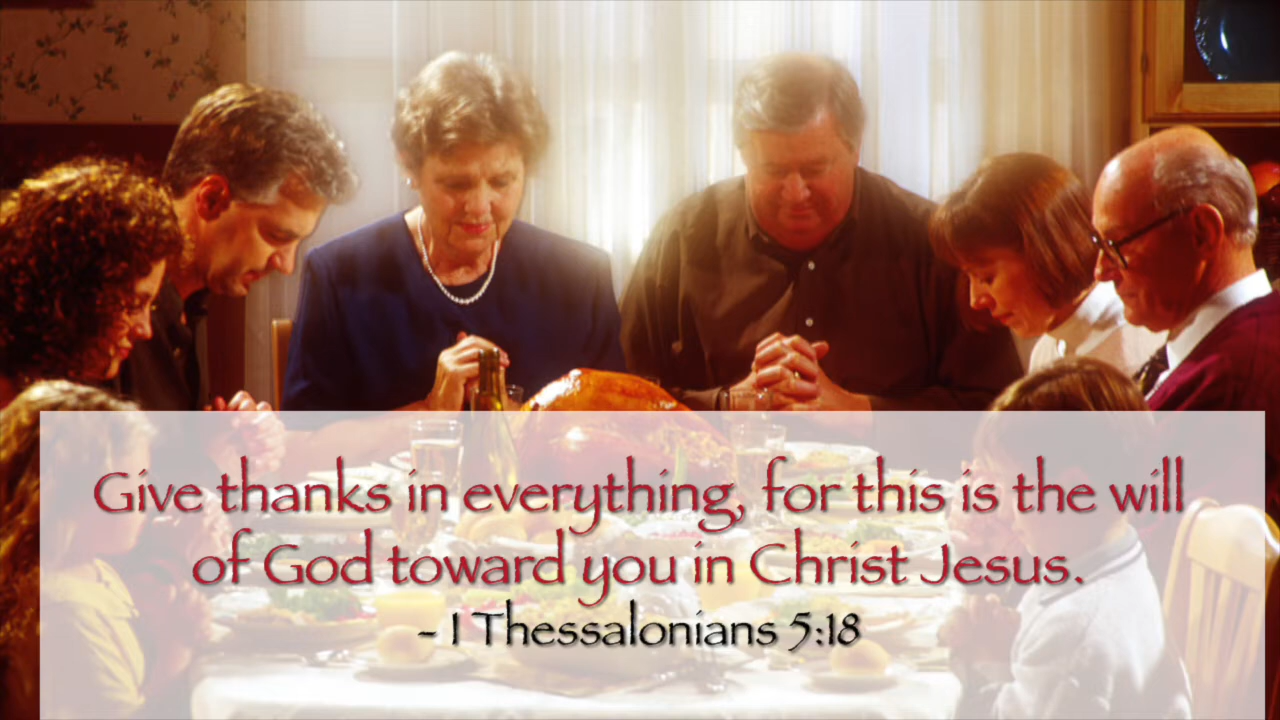 Give thanks in everything, for this is the will
of God toward you in Christ Jesus.
- 1 Thessalonians 5:18